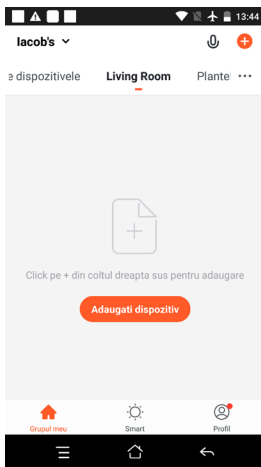 13:44
Iacob's
e dispozitivele Living Room Plante
Click pe + din coltul dreapta sus pentru adaugare
Adaugati dispozitiv
Grupul meu Smart Profil